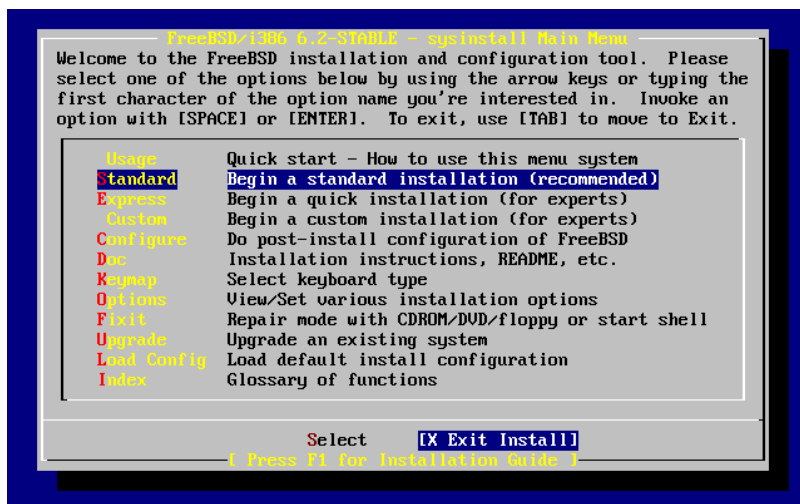 FreeBSD/i386 6.2-STABLE - sysinstall Main Menu
Welcome to the FreeBSD installation and configuration tool.  Please
select one of the options below by using the arrow keys or typing the
first character of the option name you're interested in.  Invoke an
option with [SPACE] or [ENTER].  To exit, use [TAB] to move to Exit.
Usage Quick start - How to use this menu system
Standard Begin a standard installation (recommended)
Express Begin a quick installation (for experts)
Custom Begin a custom installation (for experts)
Configure Do post-install configuration of FreeBSD
Doc Installation instructions, README, etc.
Keymap Select keyboard type
Options View/Set various installation options
Fixit Repair mode with CDROM/DVD/floppy or start shell
Upgrade Upgrade an existing system
Load Config Load default install configuration
Index Glossary of functions
Select [X Exit Install]
[ Press F1 for Installation Guide ]